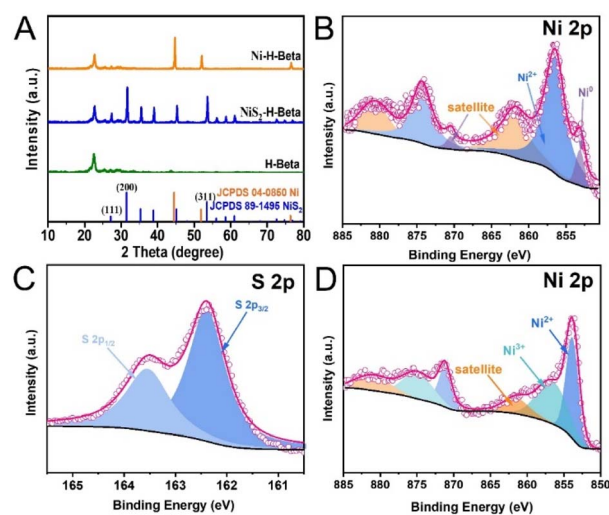 A
Ni-H-Beta
NiS2-H-Beta
H-Beta
(200)
(111)
(311)
JCPDS 04-0850 Ni
JCPDS 89-1495 NiS2
Intensity (a.u.)
10 20 30 40 50 60 70 80
2 Theta (degree)
B
Ni 2p
Ni2+
Ni0
satellite
Intensity (a.u.)
885 880 875 870 865 860 855
Binding Energy (eV)
C
S 2p
S 2p3/2
S 2p1/2
Intensity (a.u.)
165 164 163 162 161
Binding Energy (eV)
D
Ni 2p
Ni2+
Ni3+
satellite
Intensity (a.u.)
885 880 875 870 865 860 855 850
Binding Energy (eV)